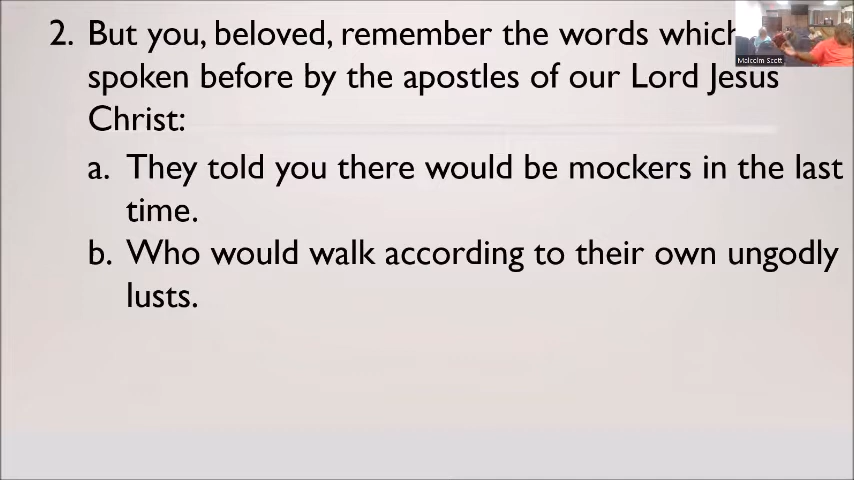 2. But you, beloved, remember the words which
spoken before by the apostles of our Lord Jesus
Christ:
a. They told you there would be mockers in the last
time.
b. Who would walk according to their own ungodly
lusts.
Malcolm Scott